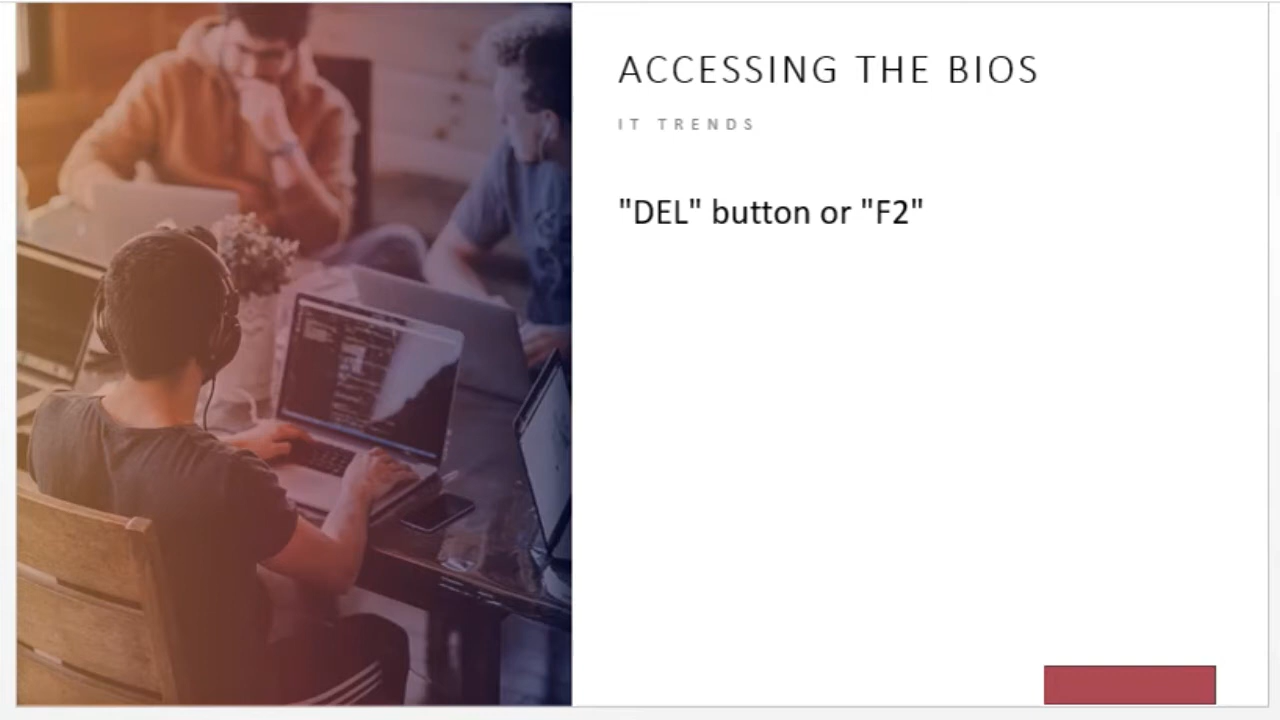 ACCESSING THE BIOS
IT TRENDS
"DEL" button or "F2"